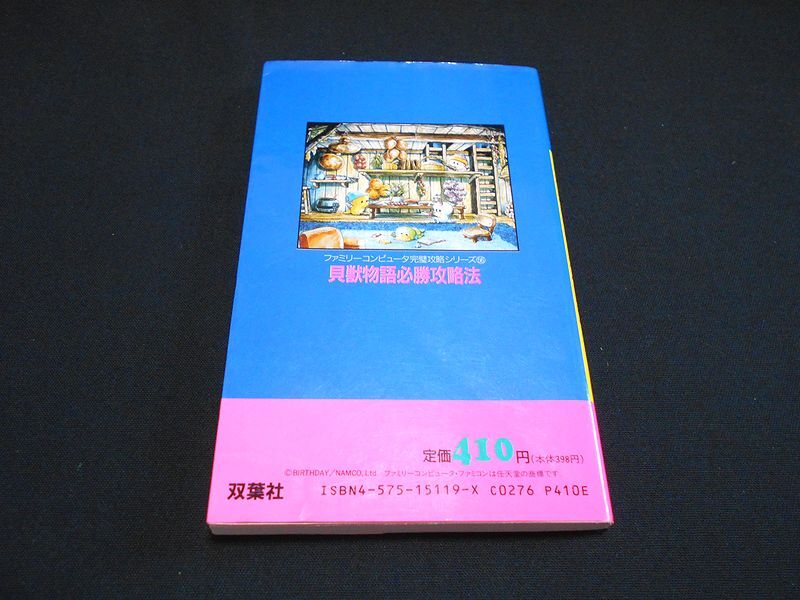 ファミリーコンピュータ完璧攻略シリーズ
貝獣物語必勝攻略法
定価410円(本体398円)
©BIRTHDAY/NAMCO,Ltd. ファミリーコンピュータ・ファミコンは任天堂の商標です。
双葉社 ISBN4-575-15119-X C0276 P410E